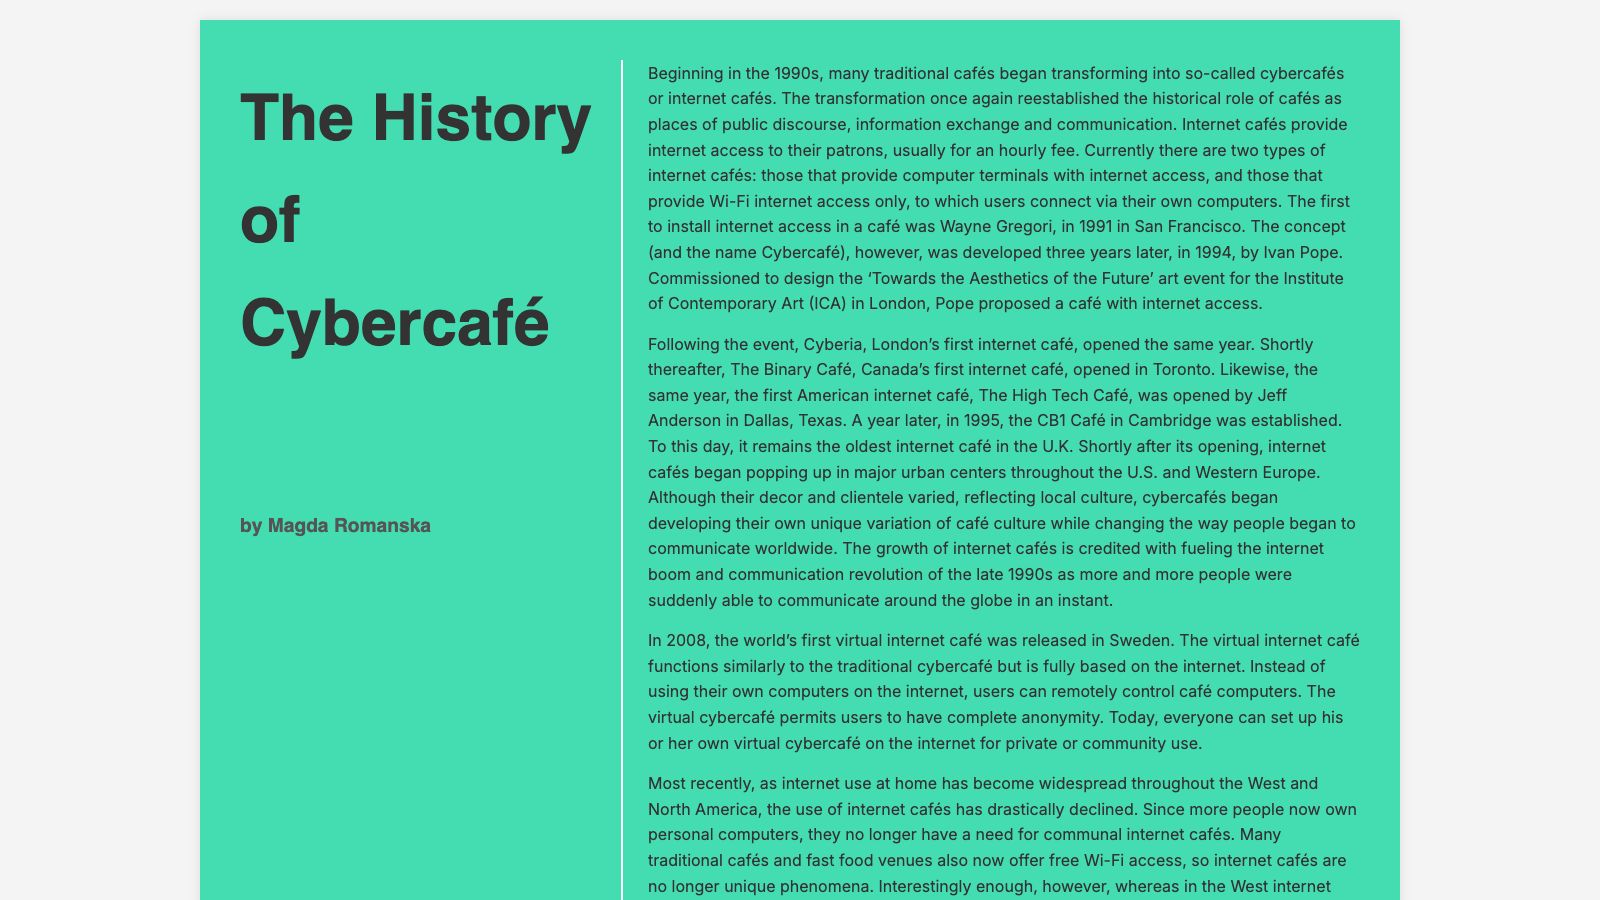 The History
of
Cybercafé
by Magda Romanska
Beginning in the 1990s, many traditional cafés began transforming into so-called cybercafés
or internet cafés. The transformation once again reestablished the historical role of cafés as
places of public discourse, information exchange and communication. Internet cafés provide
internet access to their patrons, usually for an hourly fee. Currently there are two types of
internet cafés: those that provide computer terminals with internet access, and those that
provide Wi-Fi internet access only, to which users connect via their own computers. The first
to install internet access in a café was Wayne Gregori, in 1991 in San Francisco. The concept
(and the name Cybercafé), however, was developed three years later, in 1994, by Ivan Pope.
Commissioned to design the ‘Towards the Aesthetics of the Future’ art event for the Institute
of Contemporary Art (ICA) in London, Pope proposed a café with internet access.
Following the event, Cyberia, London’s first internet café, opened the same year. Shortly
thereafter, The Binary Café, Canada’s first internet café, opened in Toronto. Likewise, the
same year, the first American internet café, The High Tech Café, was opened by Jeff
Anderson in Dallas, Texas. A year later, in 1995, the CB1 Café in Cambridge was established.
To this day, it remains the oldest internet café in the U.K. Shortly after its opening, internet
cafés began popping up in major urban centers throughout the U.S. and Western Europe.
Although their decor and clientele varied, reflecting local culture, cybercafés began
developing their own unique variation of café culture while changing the way people began to
communicate worldwide. The growth of internet cafés is credited with fueling the internet
boom and communication revolution of the late 1990s as more and more people were
suddenly able to communicate around the globe in an instant.
In 2008, the world’s first virtual internet café was released in Sweden. The virtual internet café
functions similarly to the traditional cybercafé but is fully based on the internet. Instead of
using their own computers on the internet, users can remotely control café computers. The
virtual cybercafé permits users to have complete anonymity. Today, everyone can set up his
or her own virtual cybercafé on the internet for private or community use.
Most recently, as internet use at home has become widespread throughout the West and
North America, the use of internet cafés has drastically declined. Since more people now own
personal computers, they no longer have a need for communal internet cafés. Many
traditional cafés and fast food venues also now offer free Wi-Fi access, so internet cafés are
no longer unique phenomena. Interestingly enough, however, whereas in the West internet